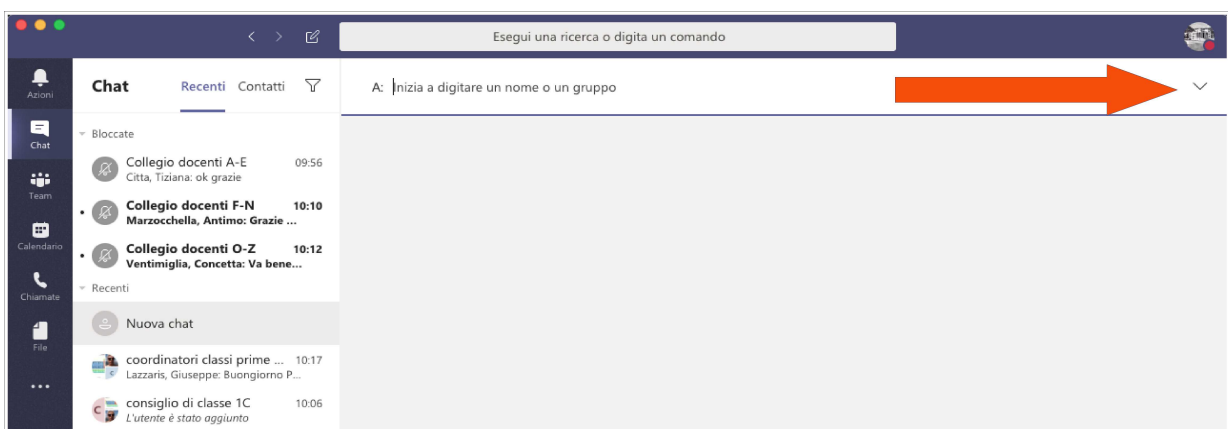 Esegui una ricerca o digita un comando
Azioni
Chat
Team
Calendario
Chiamate
File
Chat Recenti Contatti
Bloccate
Collegio docenti A-E 09:56
Citta, Tiziana: ok grazie
Collegio docenti F-N 10:10
Marzocchella, Antimo: Grazie ...
Collegio docenti O-Z 10:12
Ventimiglia, Concetta: Va bene...
Recenti
Nuova chat
coordinatori classi prime ... 10:17
Lazzaris, Giuseppe: Buongiorno P...
consiglio di classe 1C 10:06
L'utente è stato aggiunto
A: Inizia a digitare un nome o un gruppo